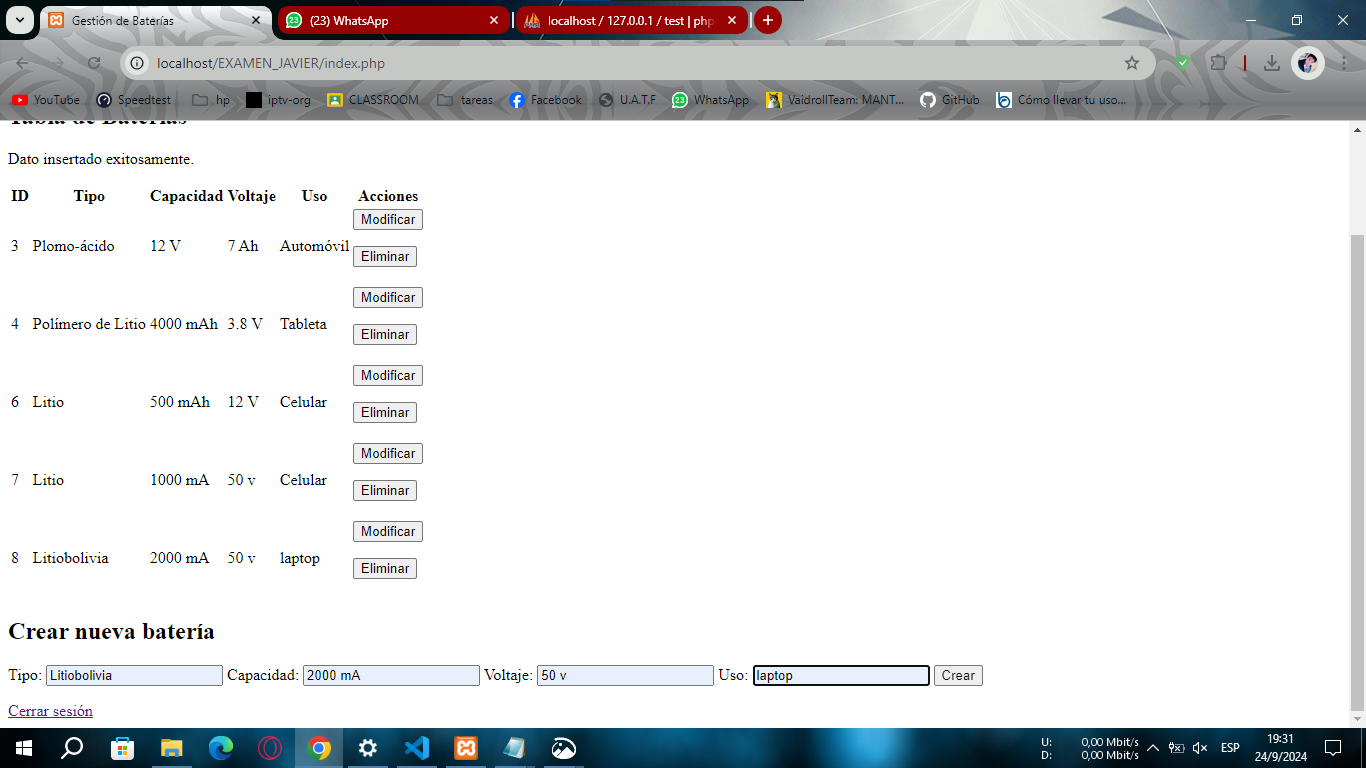 Gestión de Baterías
(23) WhatsApp
localhost / 127.0.0.1 / test | php
localhost/EXAMEN_JAVIER/index.php
YouTube
Speedtest
hp
iptv-org
CLASSROOM
tareas
Facebook
U.A.T.F
WhatsApp
VaidrollTeam: MANT...
GitHub
Cómo llevar tu uso...
Tabla de Baterías
Dato insertado exitosamente.
ID Tipo Capacidad Voltaje Uso Acciones
Modificar
3 Plomo-ácido 12 V 7 Ah Automóvil
Eliminar
Modificar
4 Polímero de Litio 4000 mAh 3.8 V Tableta
Eliminar
Modificar
6 Litio 500 mAh 12 V Celular
Eliminar
Modificar
7 Litio 1000 mA 50 v Celular
Eliminar
Modificar
8 Litiobolivia 2000 mA 50 v laptop
Eliminar
Crear nueva batería
Tipo: Litiobolivia Capacidad: 2000 mA Voltaje: 50 v Uso: laptop Crear
Cerrar sesión
U: 0,00 Mbit/s
D: 0,00 Mbit/s
ESP
19:31
24/9/2024